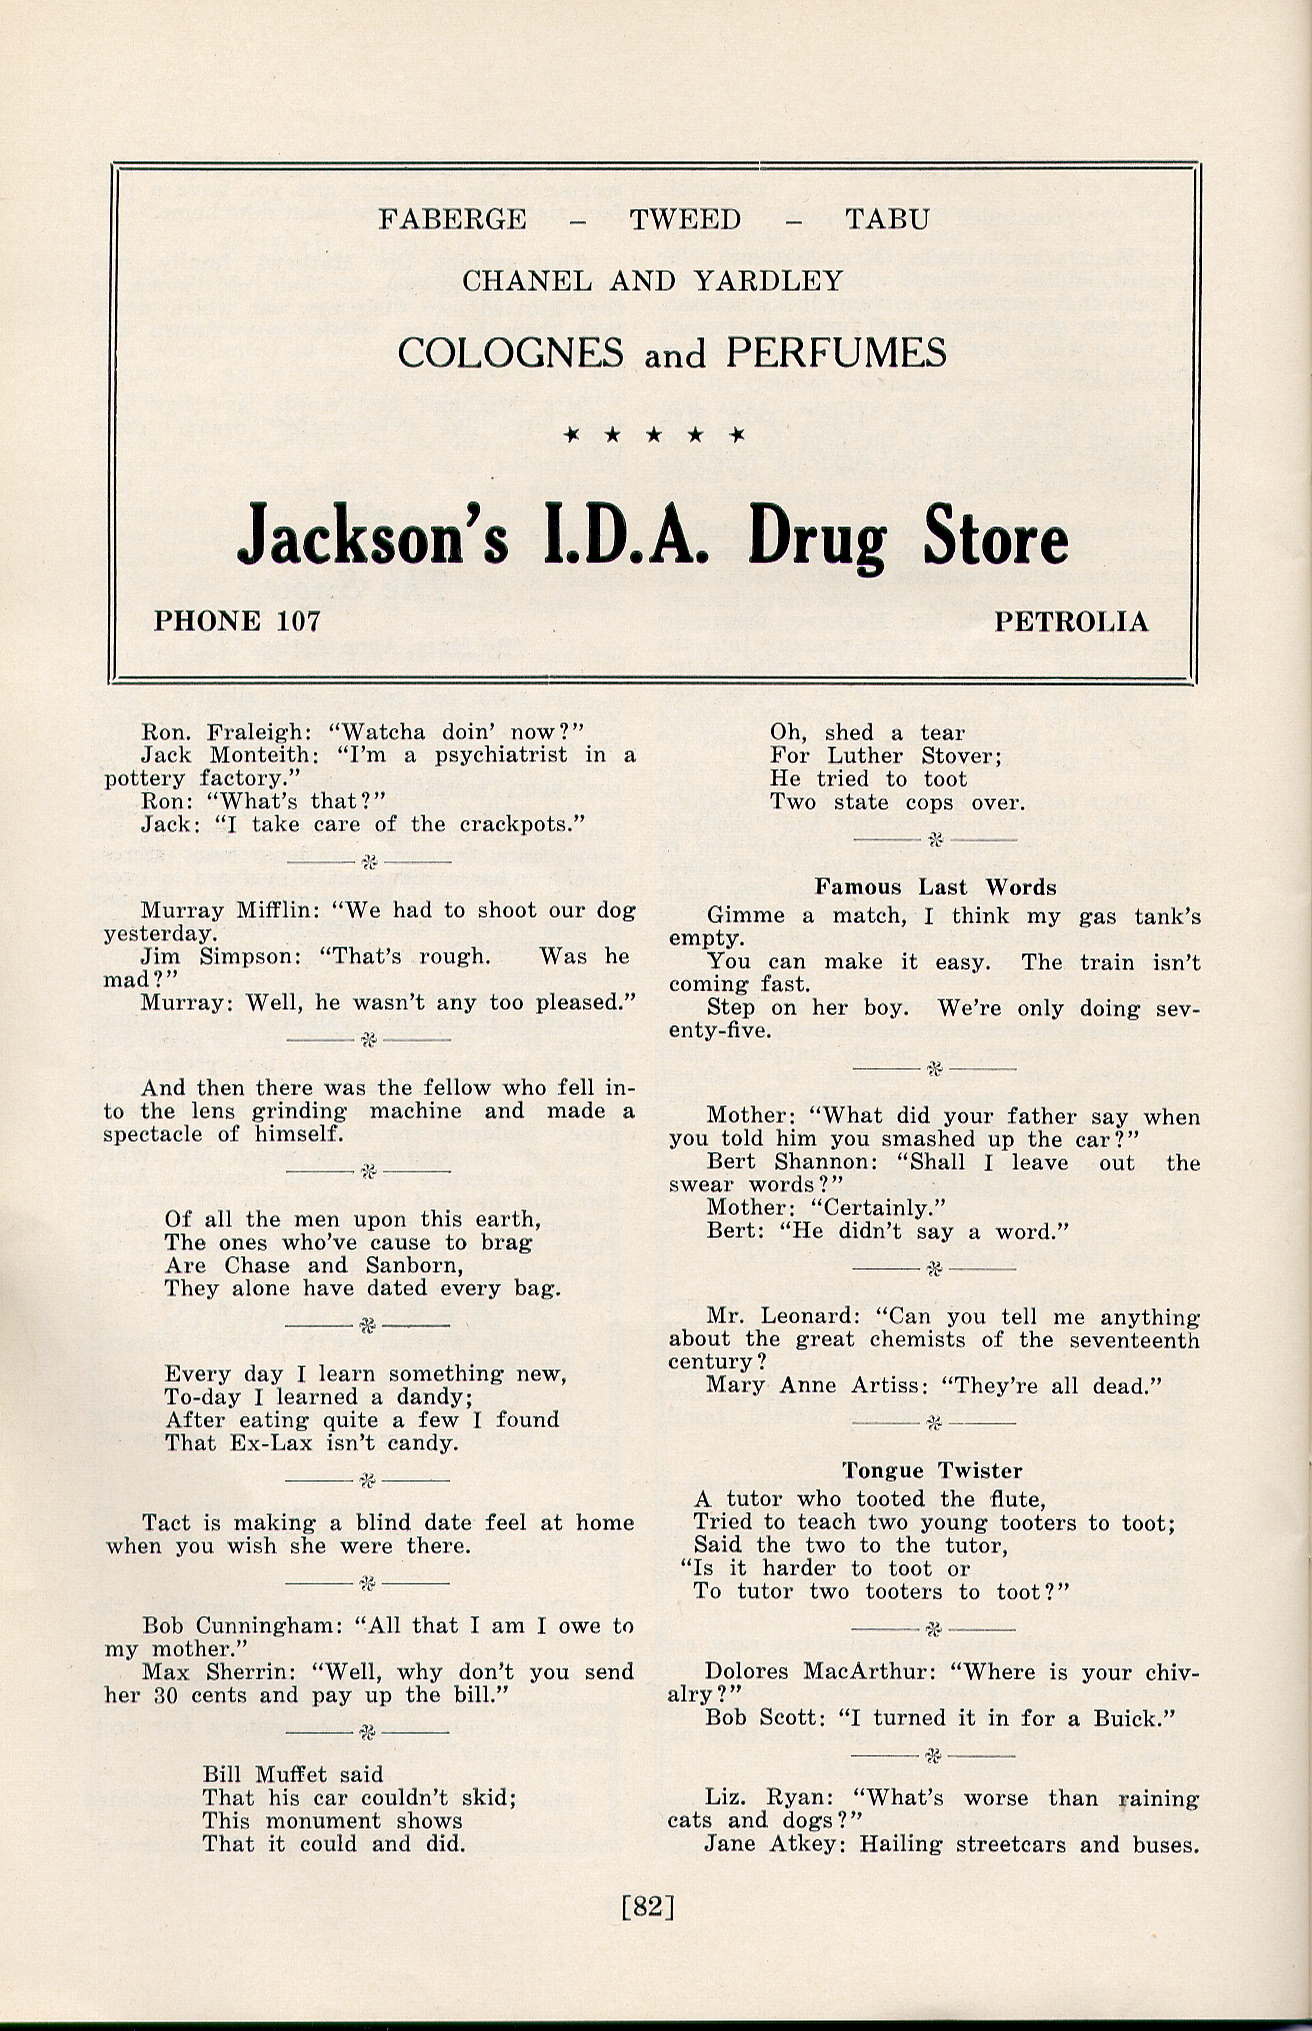 FABERGE – TWEED – TABU
CHANEL AND YARDLEY
COLOGNES and PERFUMES
★ ★ ★ ★ ★
Jackson's I.D.A. Drug Store
PHONE 107 PETROLIA
Ron. Fraleigh: "Watcha doin' now?"
Jack Monteith: "I'm a psychiatrist in a
pottery factory."
Ron: "What's that?"
Jack: "I take care of the crackpots."
Murray Mifflin: "We had to shoot our dog
yesterday.
Jim Simpson: "That's rough. Was he
mad?"
Murray: Well, he wasn't any too pleased."
And then there was the fellow who fell in-
to the lens grinding machine and made a
spectacle of himself.
Of all the men upon this earth,
The ones who've cause to brag
Are Chase and Sanborn,
They alone have dated every bag.
Every day I learn something new,
To-day I learned a dandy;
After eating quite a few I found
That Ex-Lax isn't candy.
Tact is making a blind date feel at home
when you wish she were there.
Bob Cunningham: "All that I am I owe to
my mother."
Max Sherrin: "Well, why don't you send
her 30 cents and pay up the bill."
Bill Muffet said
That his car couldn't skid;
This monument shows
That it could and did.
Oh, shed a tear
For Luther Stover;
He tried to toot
Two state cops over.
Famous Last Words
Gimme a match, I think my gas tank's
empty.
You can make it easy. The train isn't
coming fast.
Step on her boy. We're only doing sev-
enty-five.
Mother: "What did your father say when
you told him you smashed up the car?"
Bert Shannon: "Shall I leave out the
swear words?"
Mother: "Certainly."
Bert: "He didn't say a word."
Mr. Leonard: "Can you tell me anything
about the great chemists of the seventeenth
century?
Mary Anne Artiss: "They're all dead."
Tongue Twister
A tutor who tooted the flute,
Tried to teach two young tooters to toot;
Said the two to the tutor,
"Is it harder to toot or
To tutor two tooters to toot?"
Dolores MacArthur: "Where is your chiv-
alry?"
Bob Scott: "I turned it in for a Buick."
Liz. Ryan: "What's worse than raining
cats and dogs?"
Jane Atkey: Hailing streetcars and buses.
[82]